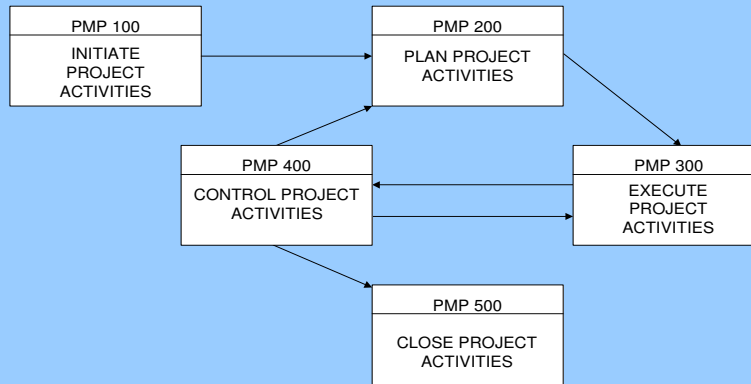 PMP 100
INITIATE
PROJECT
ACTIVITIES
PMP 200
PLAN PROJECT
ACTIVITIES
PMP 400
CONTROL PROJECT
ACTIVITIES
PMP 300
EXECUTE
PROJECT
ACTIVITIES
PMP 500
CLOSE PROJECT
ACTIVITIES